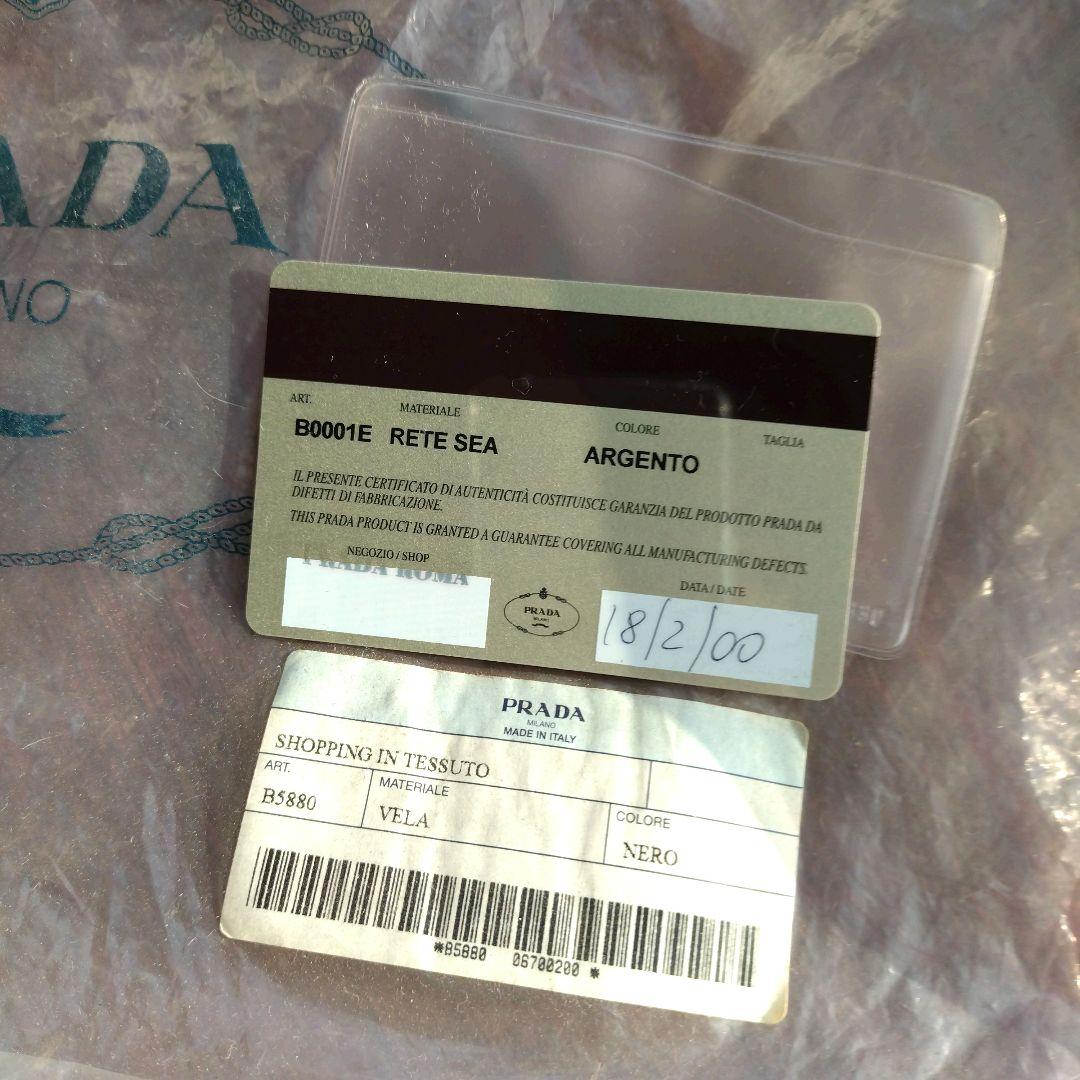 ADA
NO
ART. MATERIALE COLORE TAGLIA
B0001E RETE SEA ARGENTO
IL PRESENTE CERTIFICATO DI AUTENTICITÀ COSTITUISCE GARANZIA DEL PRODOTTO PRADA DA
DIFETTI DI FABBRICAZIONE.
THIS PRADA PRODUCT IS GRANTED A GUARANTEE COVERING ALL MANUFACTURING DEFECTS.
NEGOZIO / SHOP DATA / DATE
PRADA ROMA
PRADA
MILANO
18/2/00
PRADA
MILANO
MADE IN ITALY
SHOPPING IN TESSUTO
ART. MATERIALE COLORE
B5880 VELA NERO
*B5880 06700200 *